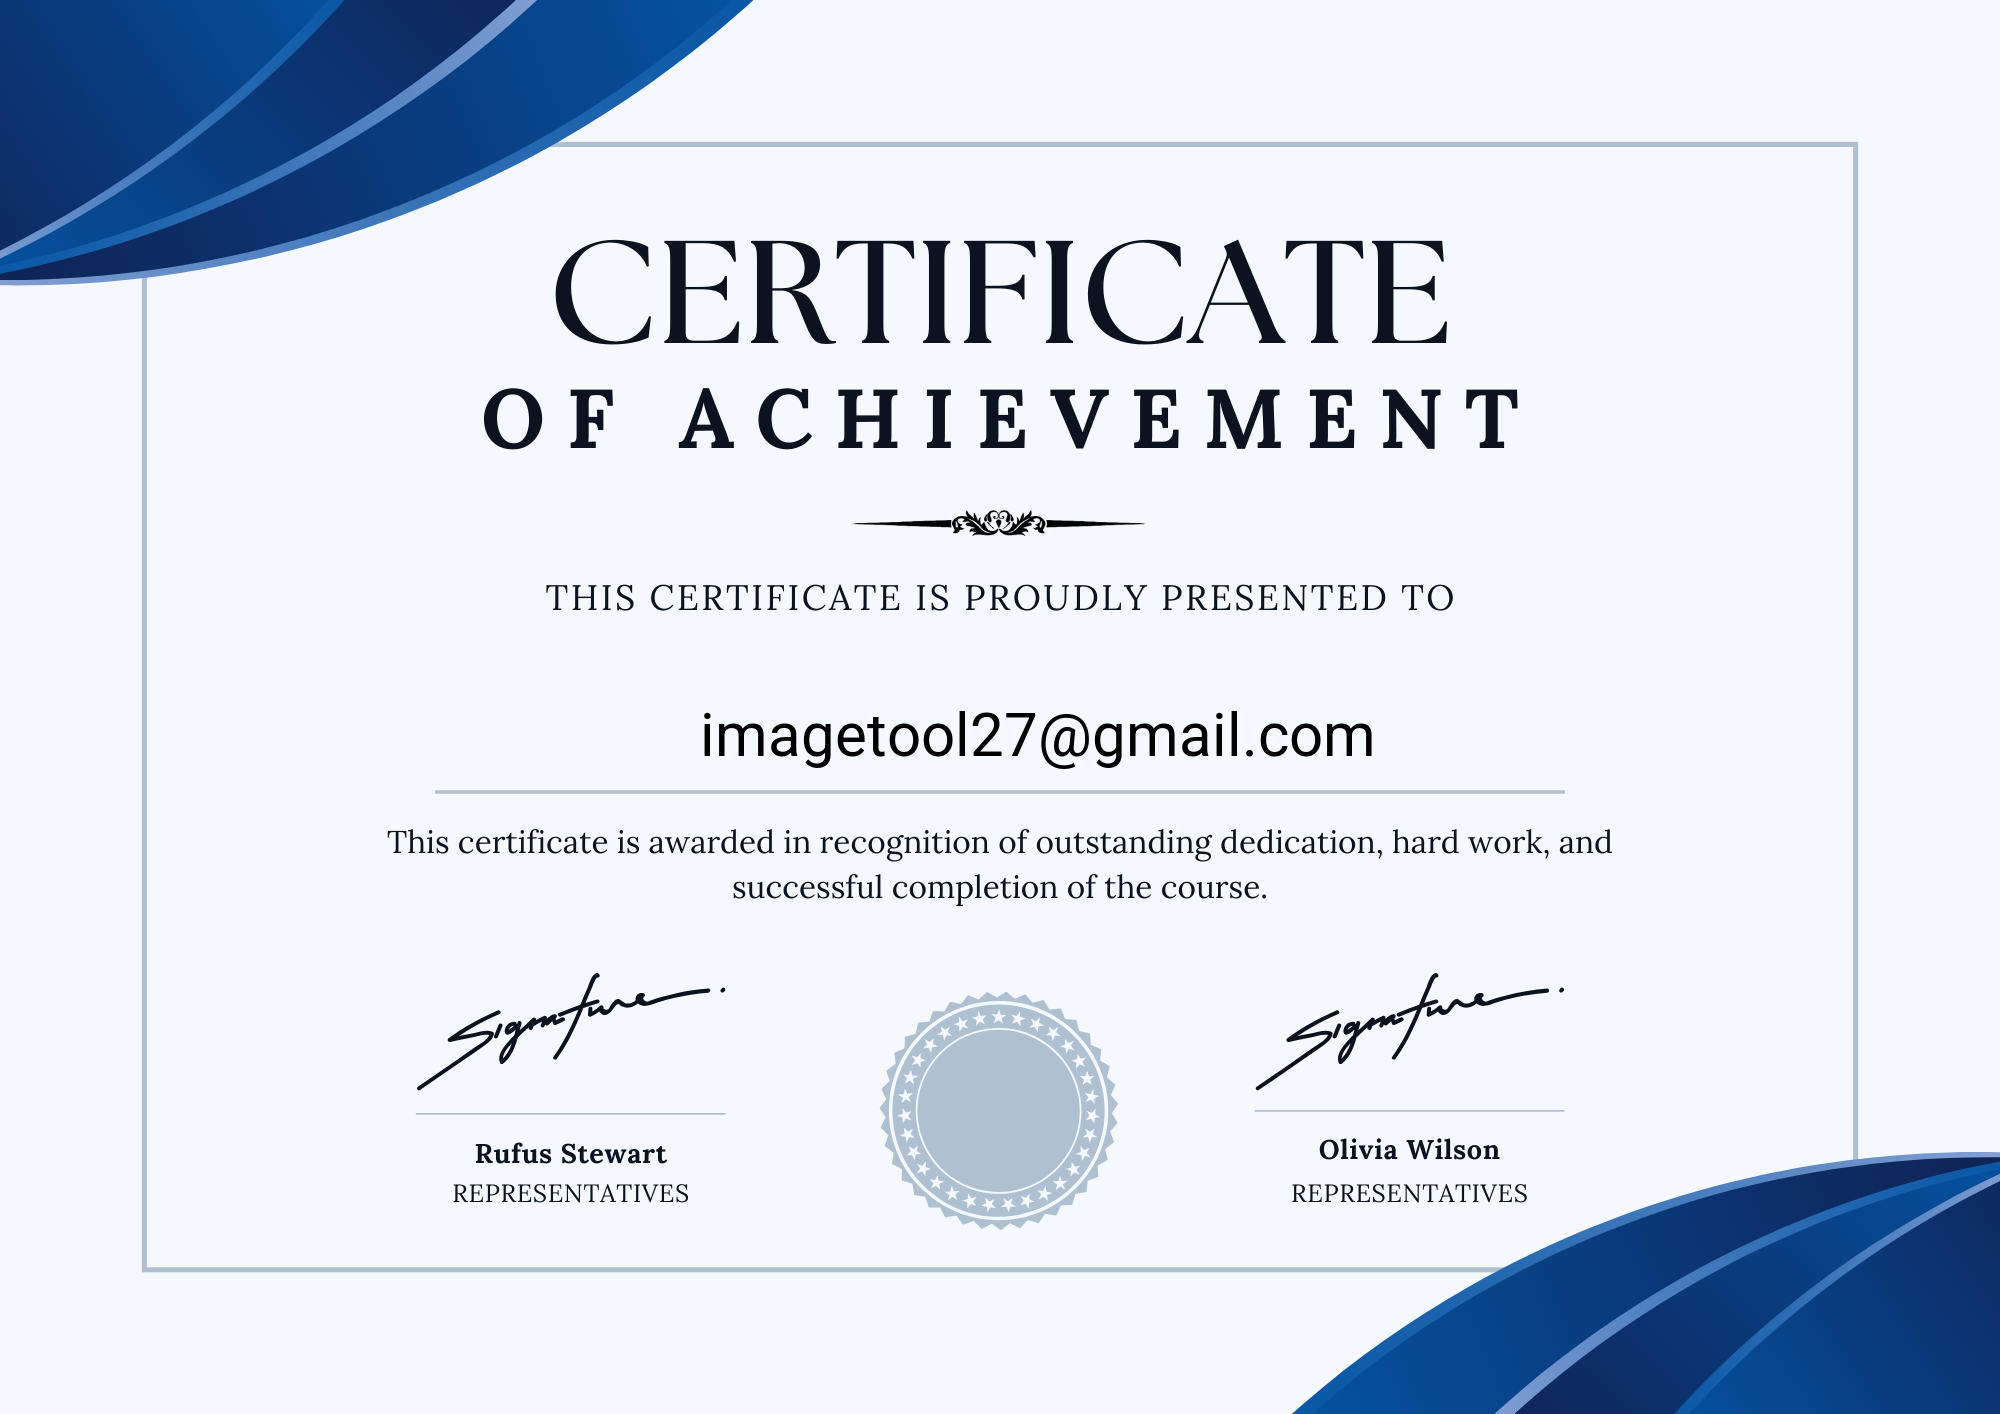 CERTIFICATE
OF ACHIEVEMENT
THIS CERTIFICATE IS PROUDLY PRESENTED TO
imagetool27@gmail.com
This certificate is awarded in recognition of outstanding dedication, hard work, and
successful completion of the course.
Signature Signature
Rufus Stewart Olivia Wilson
REPRESENTATIVES REPRESENTATIVES